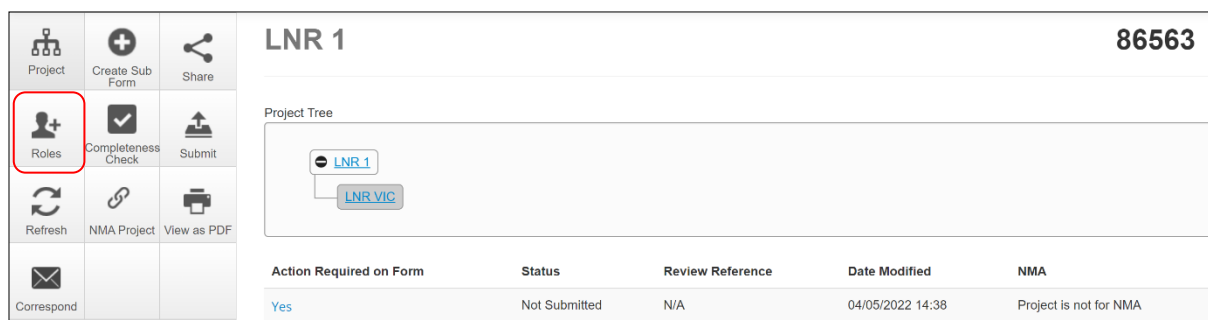 Project
Create Sub
Form
Share
Roles
Completeness
Check
Submit
Refresh
NMA Project
View as PDF
Correspond
LNR 1
86563
Project Tree
LNR 1
LNR VIC
Action Required on Form Status Review Reference Date Modified NMA
Yes Not Submitted N/A 04/05/2022 14:38 Project is not for NMA